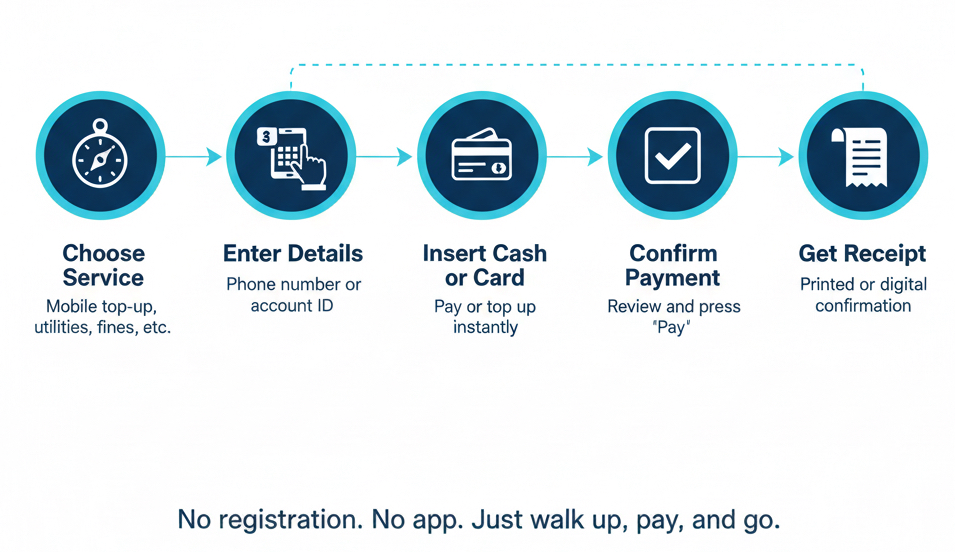 Choose
Service
Mobile top-up,
utilities, fines, etc.
Enter Details
Phone number or
account ID
Insert Cash
or Card
Pay or top up
instantly
Confirm
Payment
Review and press
"Pay"
Get Receipt
Printed or digital
confirmation
No registration. No app. Just walk up, pay, and go.